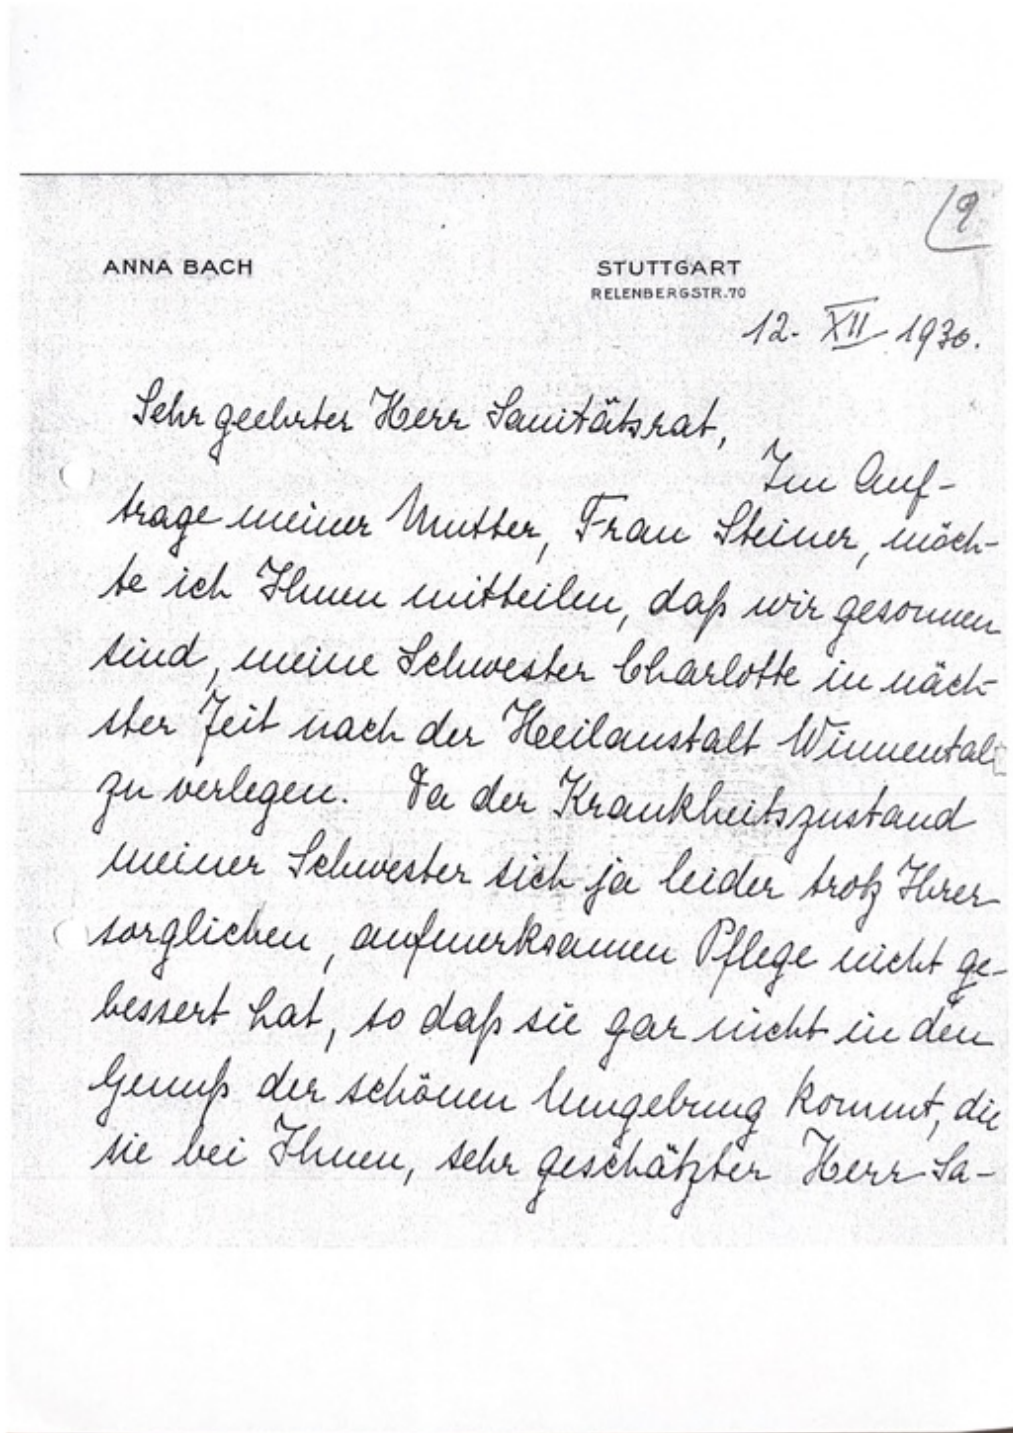 9
ANNA BACH
STUTTGART
RELENBERGSTR. 70
12. XII. 1930.
Sehr geehrter Herr Sanitätsrat,
Im Auf-
trage meiner Mutter, Frau Steiner, möch-
te ich Ihnen mitteilen, daß wir gesonnen
sind, meine Schwester Charlotte in näch-
ster Zeit nach der Heilanstalt Winnental
zu verlegen. Da der Krankheitszustand
meiner Schwester sich ja leider trotz Ihrer
sorglichen, aufmerksamen Pflege nicht ge-
bessert hat, so daß sie gar nicht in den
Genuß der schönen Umgebung kommt, die
sie bei Ihnen, sehr geschätzter Herr Sa-